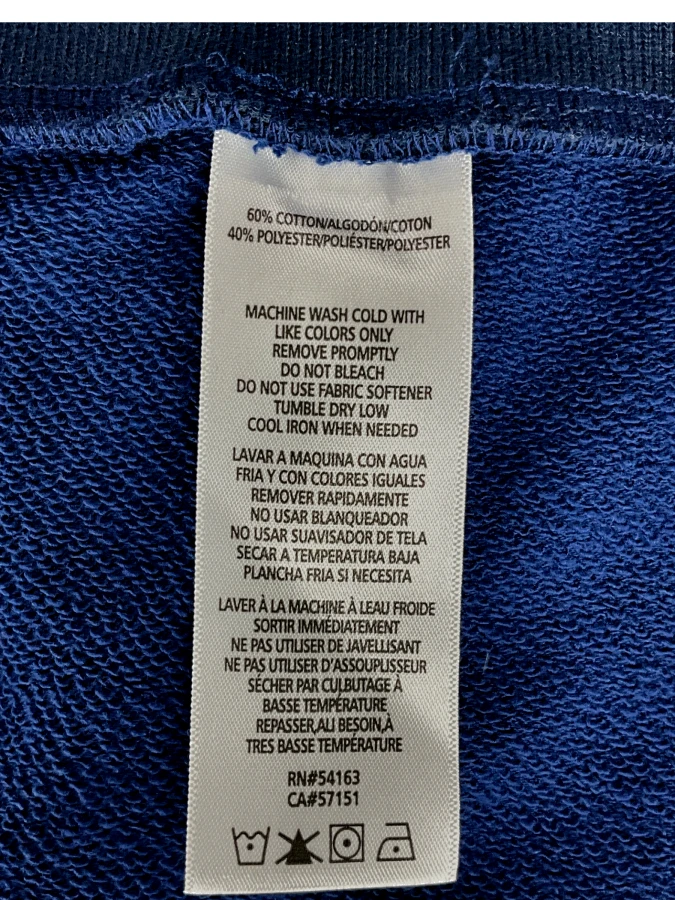 60% COTTON/ALGODÓN/COTON
40% POLYESTER/POLIÉSTER/POLYESTER
MACHINE WASH COLD WITH
LIKE COLORS ONLY
REMOVE PROMPTLY
DO NOT BLEACH
DO NOT USE FABRIC SOFTENER
TUMBLE DRY LOW
COOL IRON WHEN NEEDED
LAVAR A MAQUINA CON AGUA
FRIA Y CON COLORES IGUALES
REMOVER RAPIDAMENTE
NO USAR BLANQUEADOR
NO USAR SUAVISADOR DE TELA
SECAR A TEMPERATURA BAJA
PLANCHA FRIA SI NECESITA
LAVER À LA MACHINE À LEAU FROIDE
SORTIR IMMÉDIATEMENT
NE PAS UTILISER DE JAVELLISANT
NE PAS UTILISER D'ASSOUPLISSEUR
SÉCHER PAR CULBUTAGE À
BASSE TEMPÉRATURE
REPASSER,ALI BESOIN,À
TRES BASSE TEMPÉRATURE
RN#54163
CA#57151